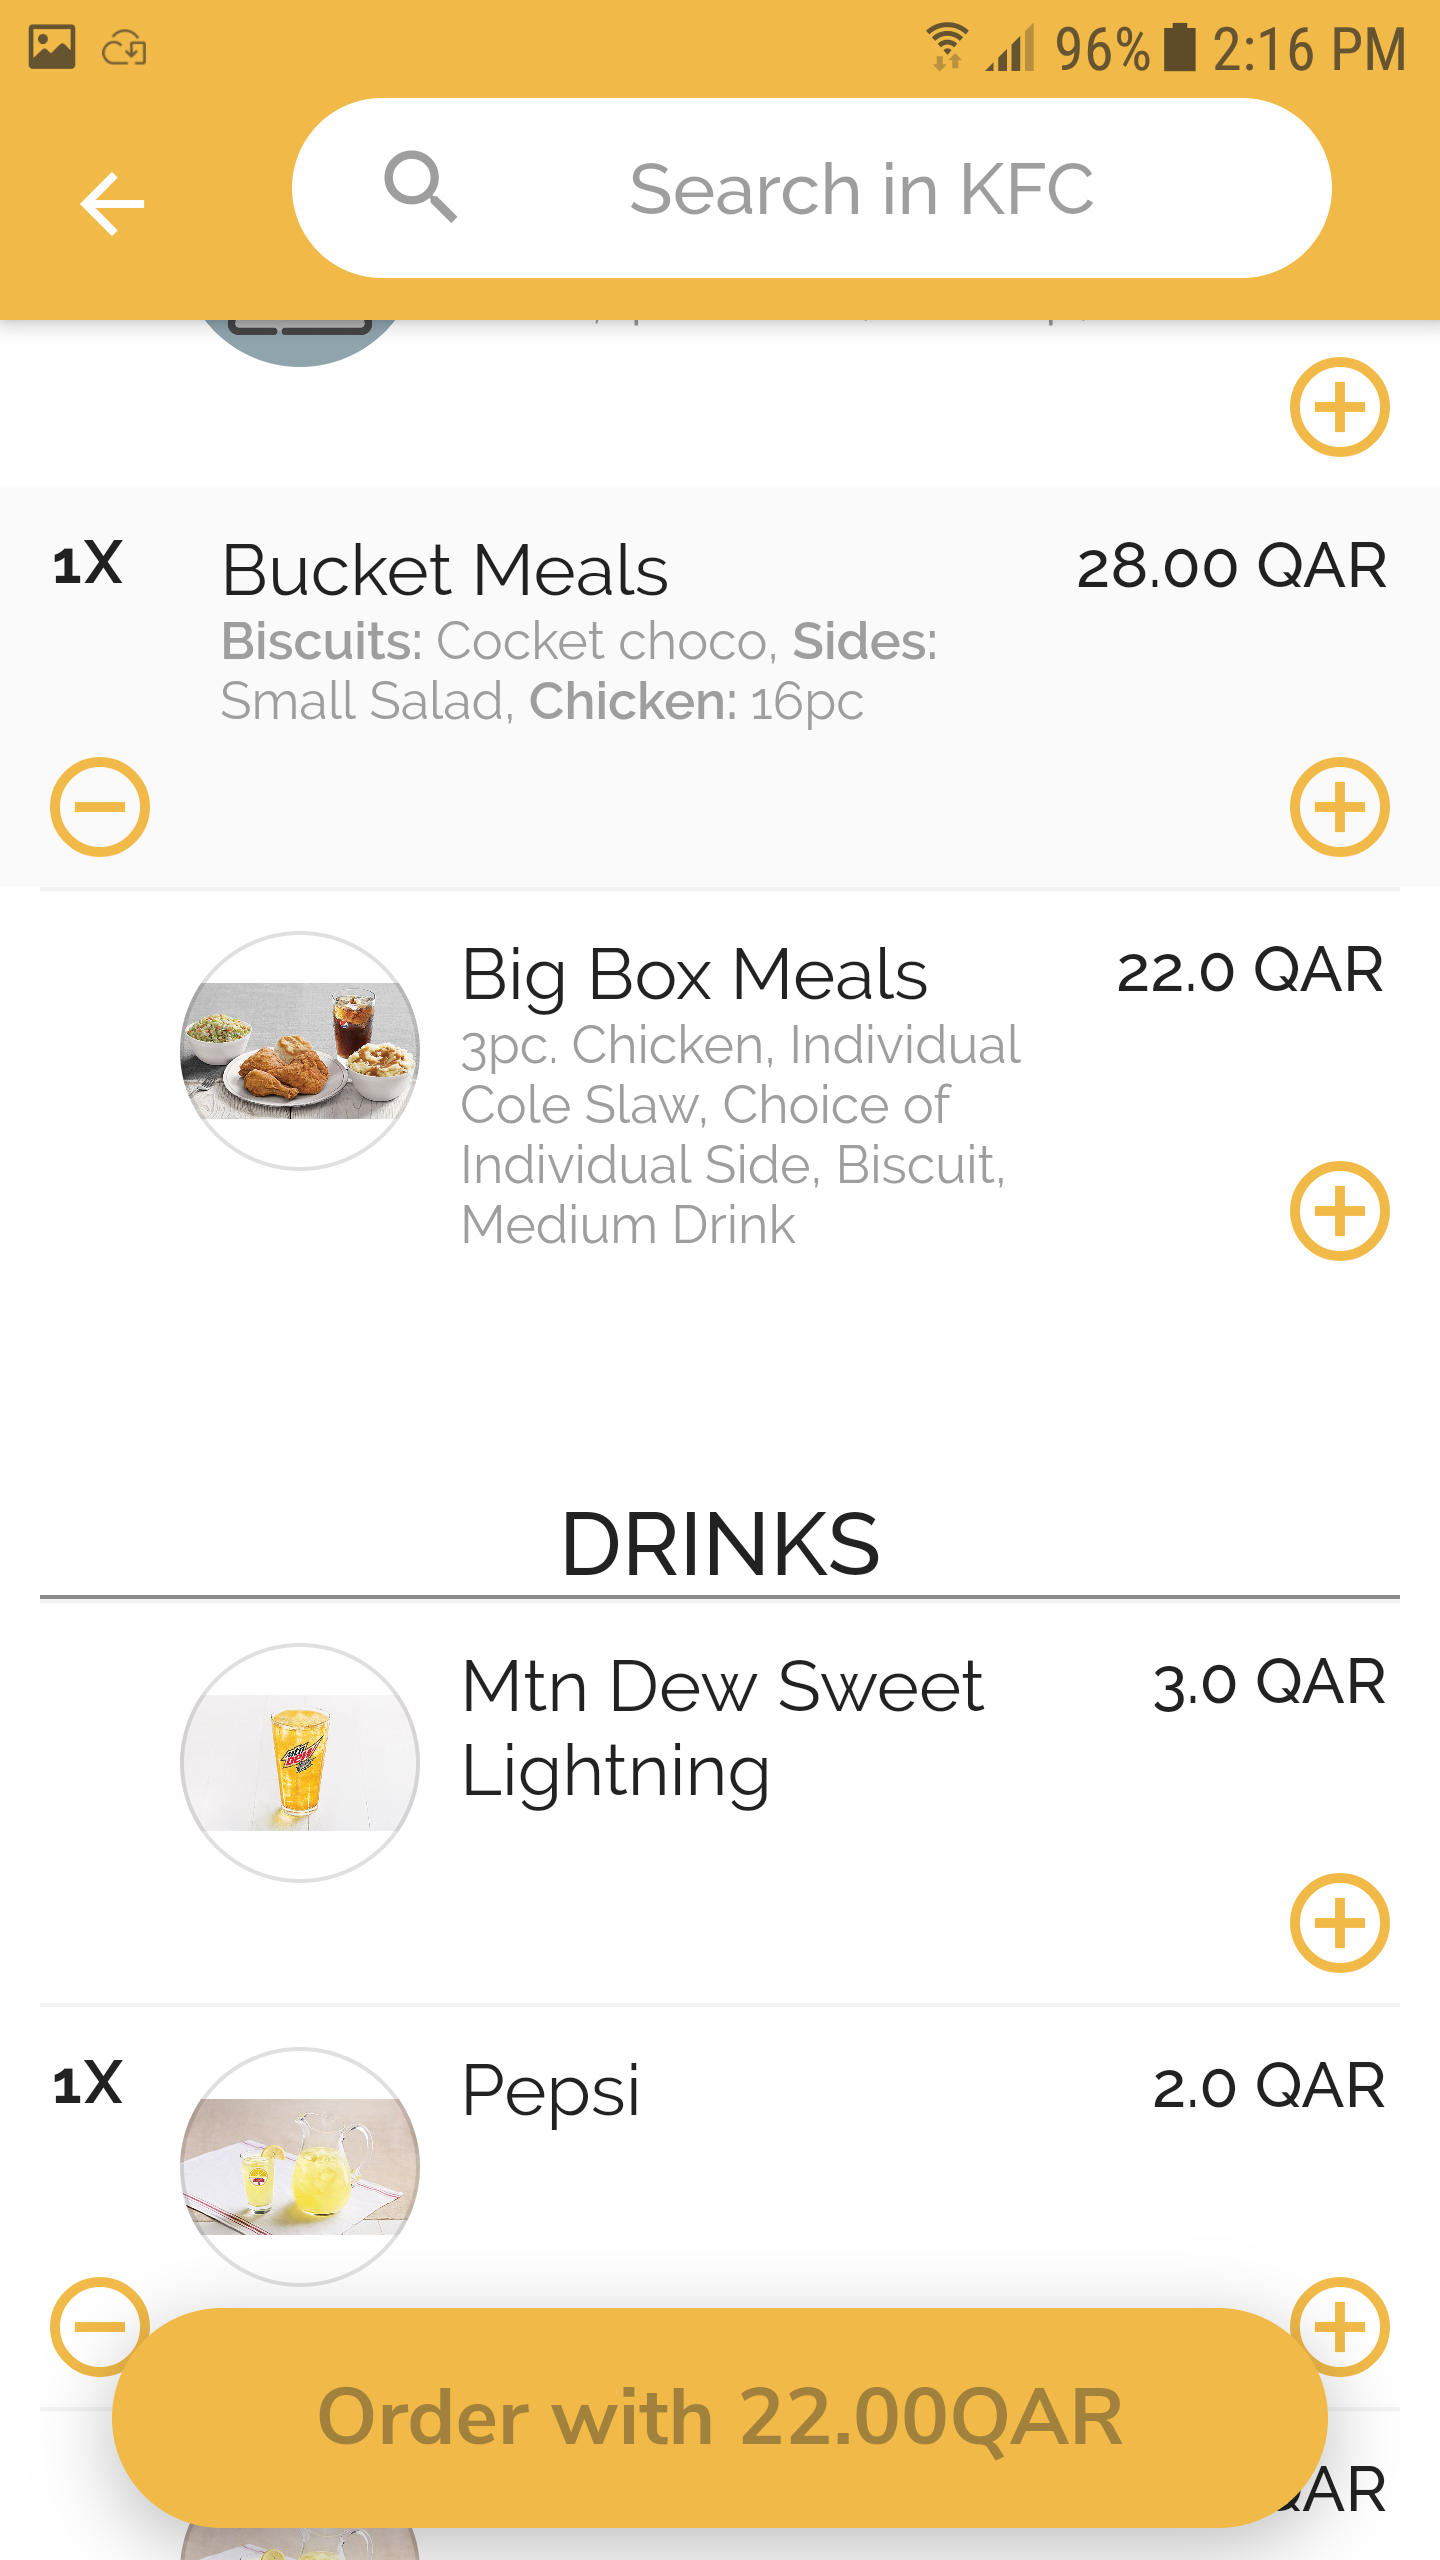 96% 2:16 PM
Search in KFC
1X Bucket Meals 28.00 QAR
Biscuits: Cocket choco, Sides:
Small Salad, Chicken: 16pc
Big Box Meals 22.0 QAR
3pc. Chicken, Individual
Cole Slaw, Choice of
Individual Side, Biscuit,
Medium Drink
DRINKS
Mtn Dew Sweet 3.0 QAR
Lightning
1X Pepsi 2.0 QAR
Order with 22.00QAR
QAR